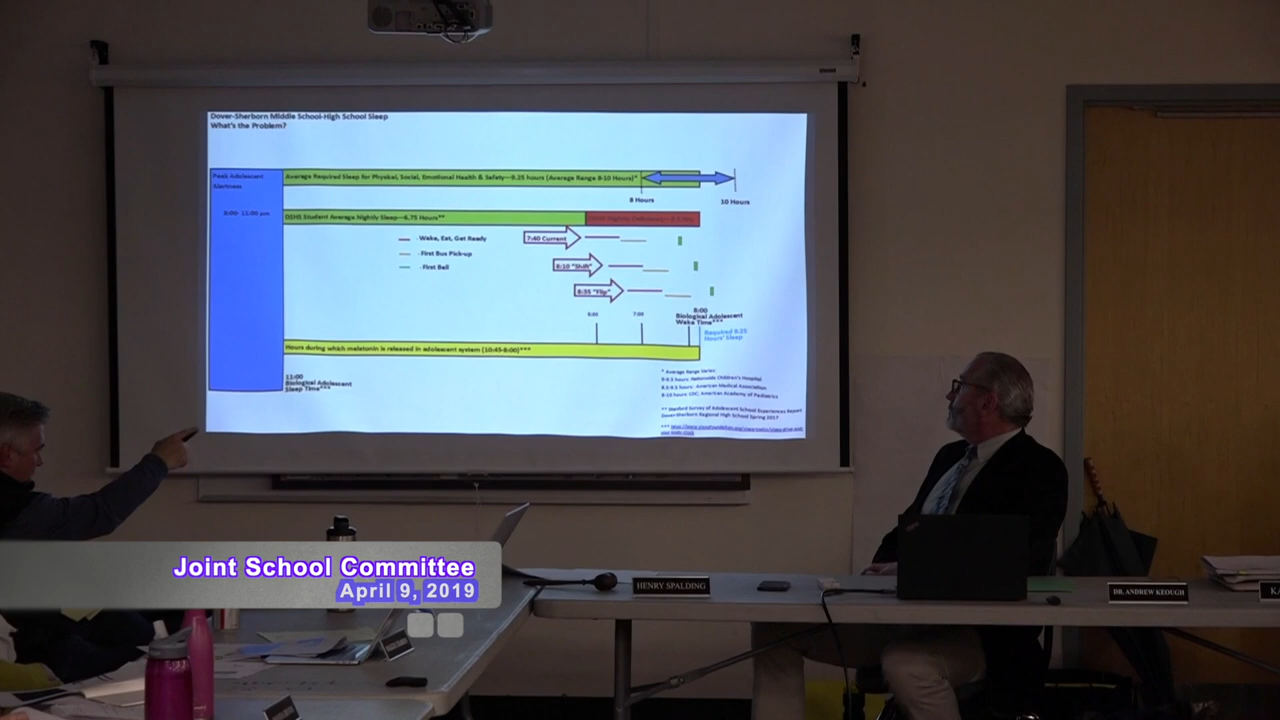 Dover-Sherborn Middle School-High School Sleep
What's the Problem?
Peak Adolescent
Alertness
8:00- 11:00 pm
Average Required Sleep for Physical, Social, Emotional Health & Safety—9.25 hours (Average Range 8-10 Hours)*
8 Hours
10 Hours
DSHS Student Average Nightly Sleep—6.75 Hours**
DSHS Nightly
- Wake, Eat, Get Ready
- First Bus Pick-up
- First Bell
7:40 Current
8:10 "Shift"
8:35 "Flip"
6:00
7:00
8:00
Biological Adolescent
Wake Time***
Required 9.25
Hours' Sleep
Hours during which melatonin is released in adolescent system (10:45-8:00)***
11:00
Biological Adolescent
Sleep Time***
* Average Range Varies:
9-9.5 hours: Nationwide Children's Hospital
8.5-9.5 hours: American Medical Association
8-10 hours: CDC; American Academy of Pediatrics
** Stanford Survey of Adolescent School Experiences Report
Dover-Sherborn Regional High School Spring 2017
Joint School Committee
April 9, 2019
HENRY SPALDING
DR. ANDREW KEOUGH